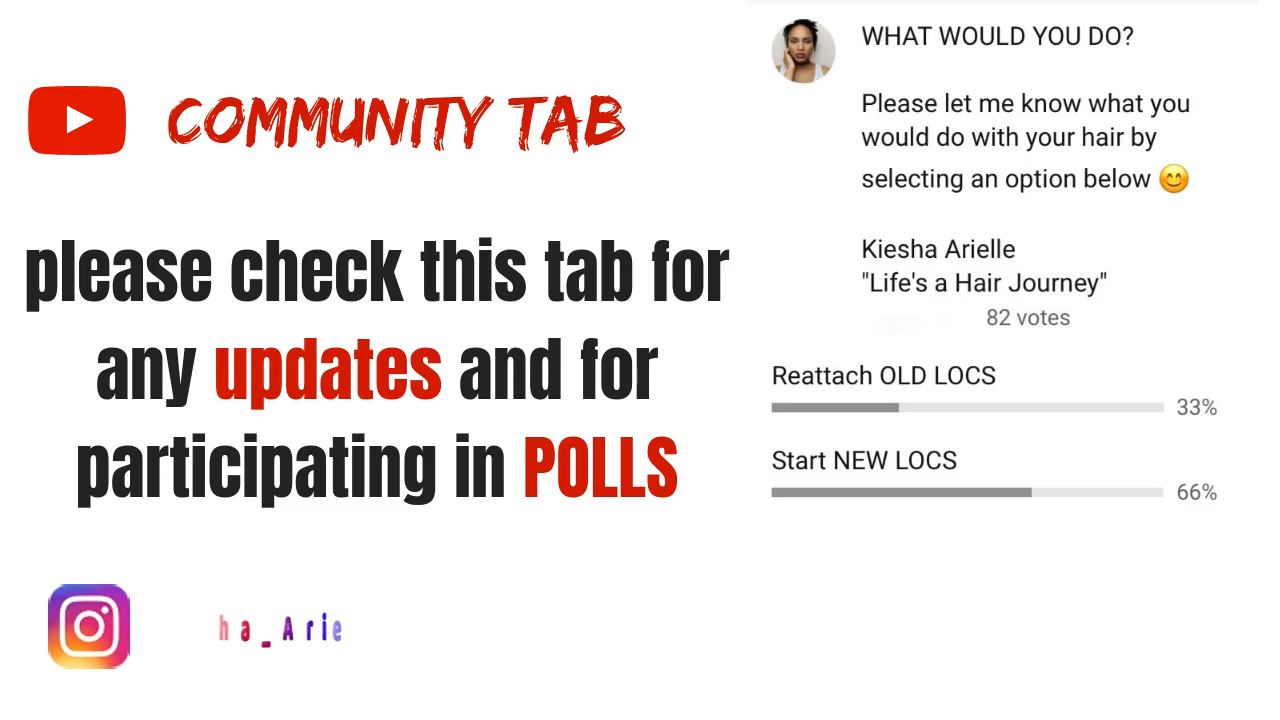 COMMUNITY TAB
please check this tab for
any updates and for
participating in POLLS
ha_Arie
WHAT WOULD YOU DO?
Please let me know what you
would do with your hair by
selecting an option below 😊
Kiesha Arielle
"Life's a Hair Journey"
82 votes
Reattach OLD LOCS
33%
Start NEW LOCS
66%